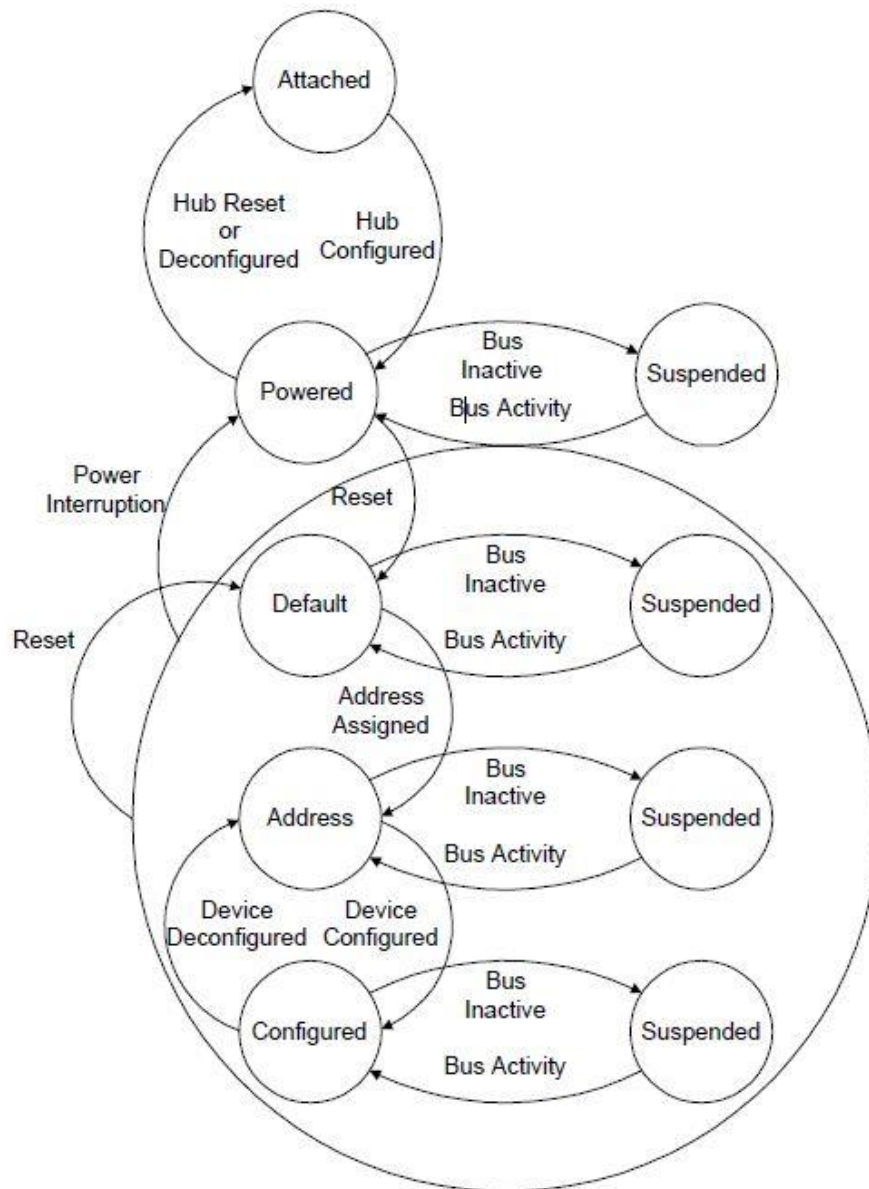 Attached
Hub Reset
or
Deconfigured
Hub
Configured
Powered
Bus
Inactive
Suspended
Bus Activity
Power
Interruption
Reset
Default
Bus
Inactive
Suspended
Reset
Bus Activity
Address
Assigned
Address
Bus
Inactive
Suspended
Bus Activity
Device
Deconfigured
Device
Configured
Configured
Bus
Inactive
Suspended
Bus Activity